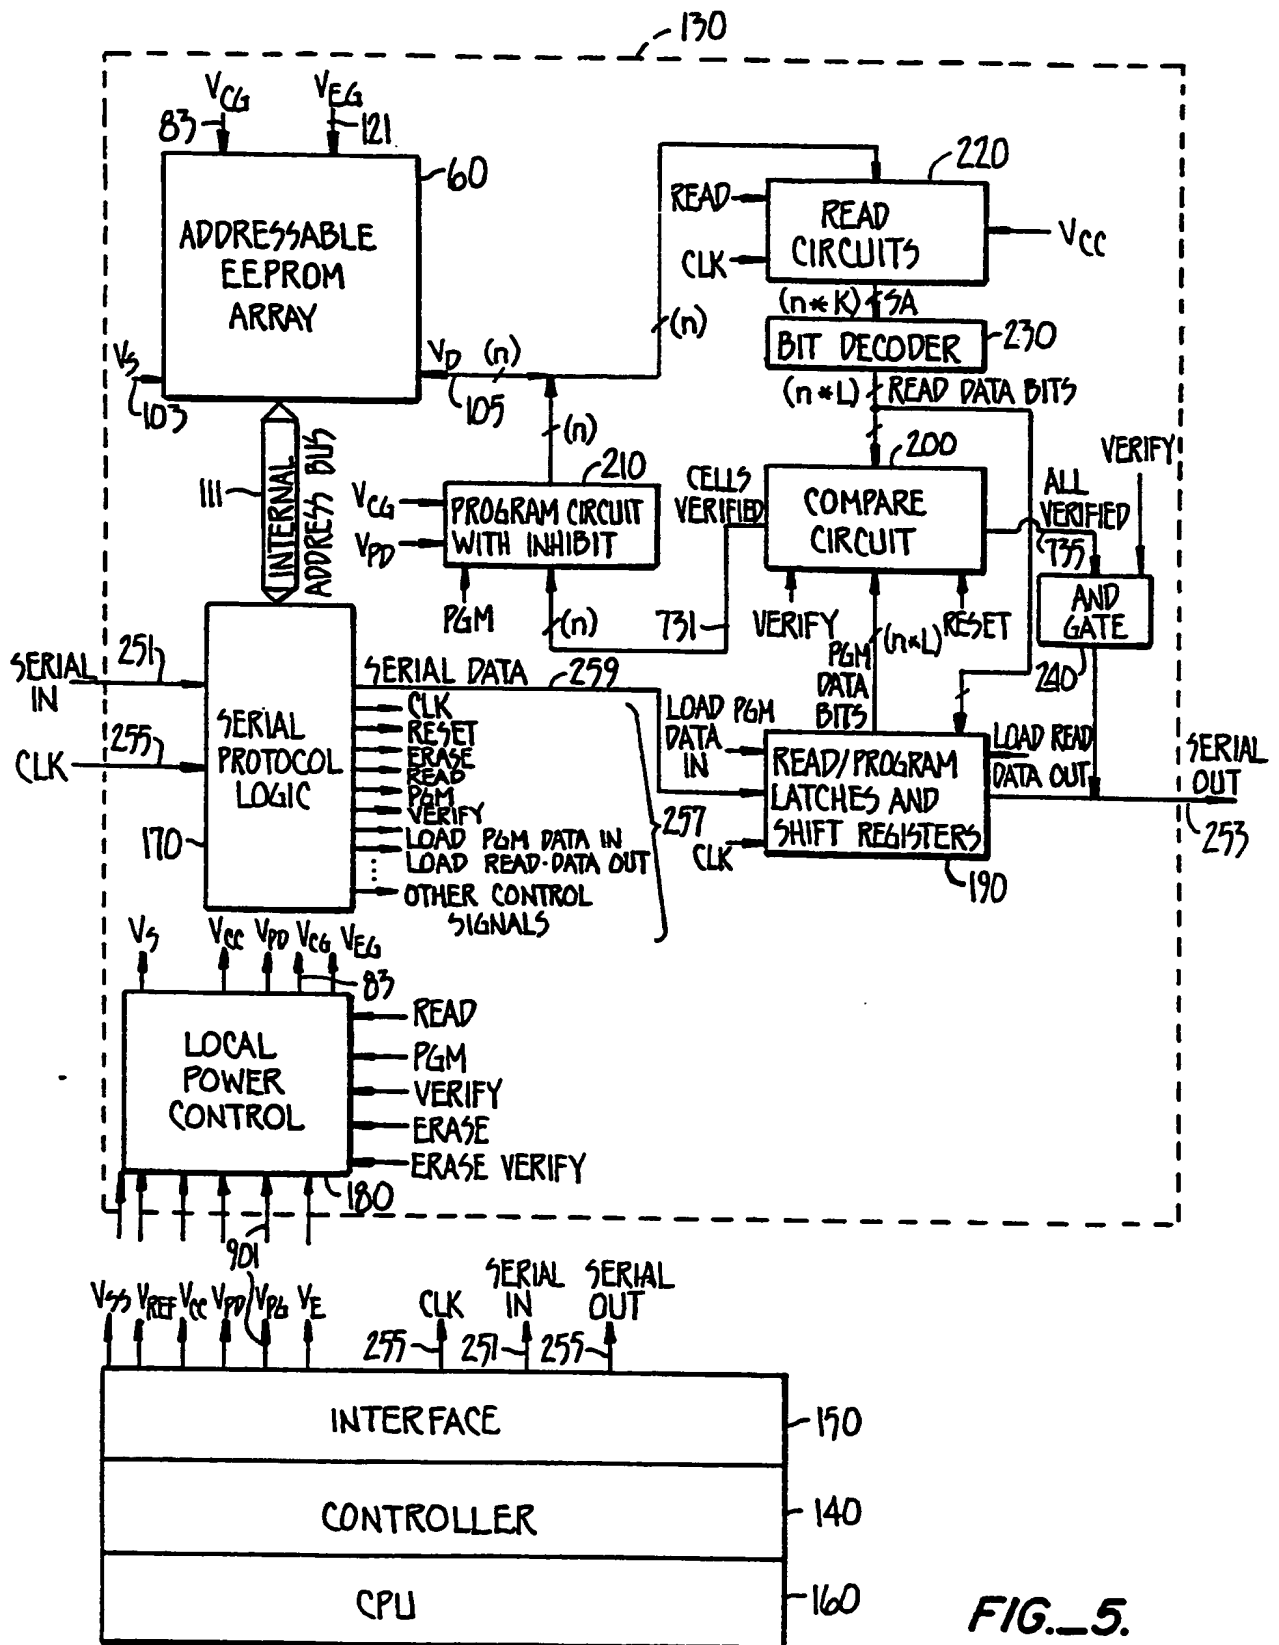 130
VCG
VEG
83
121
60
ADDRESSABLE
EEPROM
ARRAY
VS
103
VD
(n)
105
(n)
(n)
220
READ
CLK
READ
CIRCUITS
VCC
(n*K)
SA
BIT DECODER
230
(n*L)
READ DATA BITS
111
INTERNAL
ADDRESS BUS
210
VCG
VPD
PROGRAM CIRCUIT
WITH INHIBIT
PGM
(n)
CELLS
VERIFIED
731
200
COMPARE
CIRCUIT
VERIFY
RESET
ALL
VERIFIED
735
VERIFY
AND
GATE
240
PGM
DATA
BITS
(n*L)
SERIAL
IN
251
CLK
255
SERIAL
PROTOCOL
LOGIC
170
SERIAL DATA
259
CLK
RESET
ERASE
READ
PGM
VERIFY
LOAD PGM DATA IN
LOAD READ·DATA OUT
OTHER CONTROL
SIGNALS
257
LOAD PGM
DATA
IN
CLK
READ/PROGRAM
LATCHES AND
SHIFT REGISTERS
190
LOAD READ
DATA OUT
SERIAL
OUT
253
VS
VCC
VPD
VCG
VEG
83
LOCAL
POWER
CONTROL
180
READ
PGM
VERIFY
ERASE
ERASE VERIFY
901
VSS
VREF
VCC
VPD
VPG
VE
CLK
255
SERIAL
IN
251
SERIAL
OUT
255
INTERFACE
150
CONTROLLER
140
CPU
160
FIG._5.